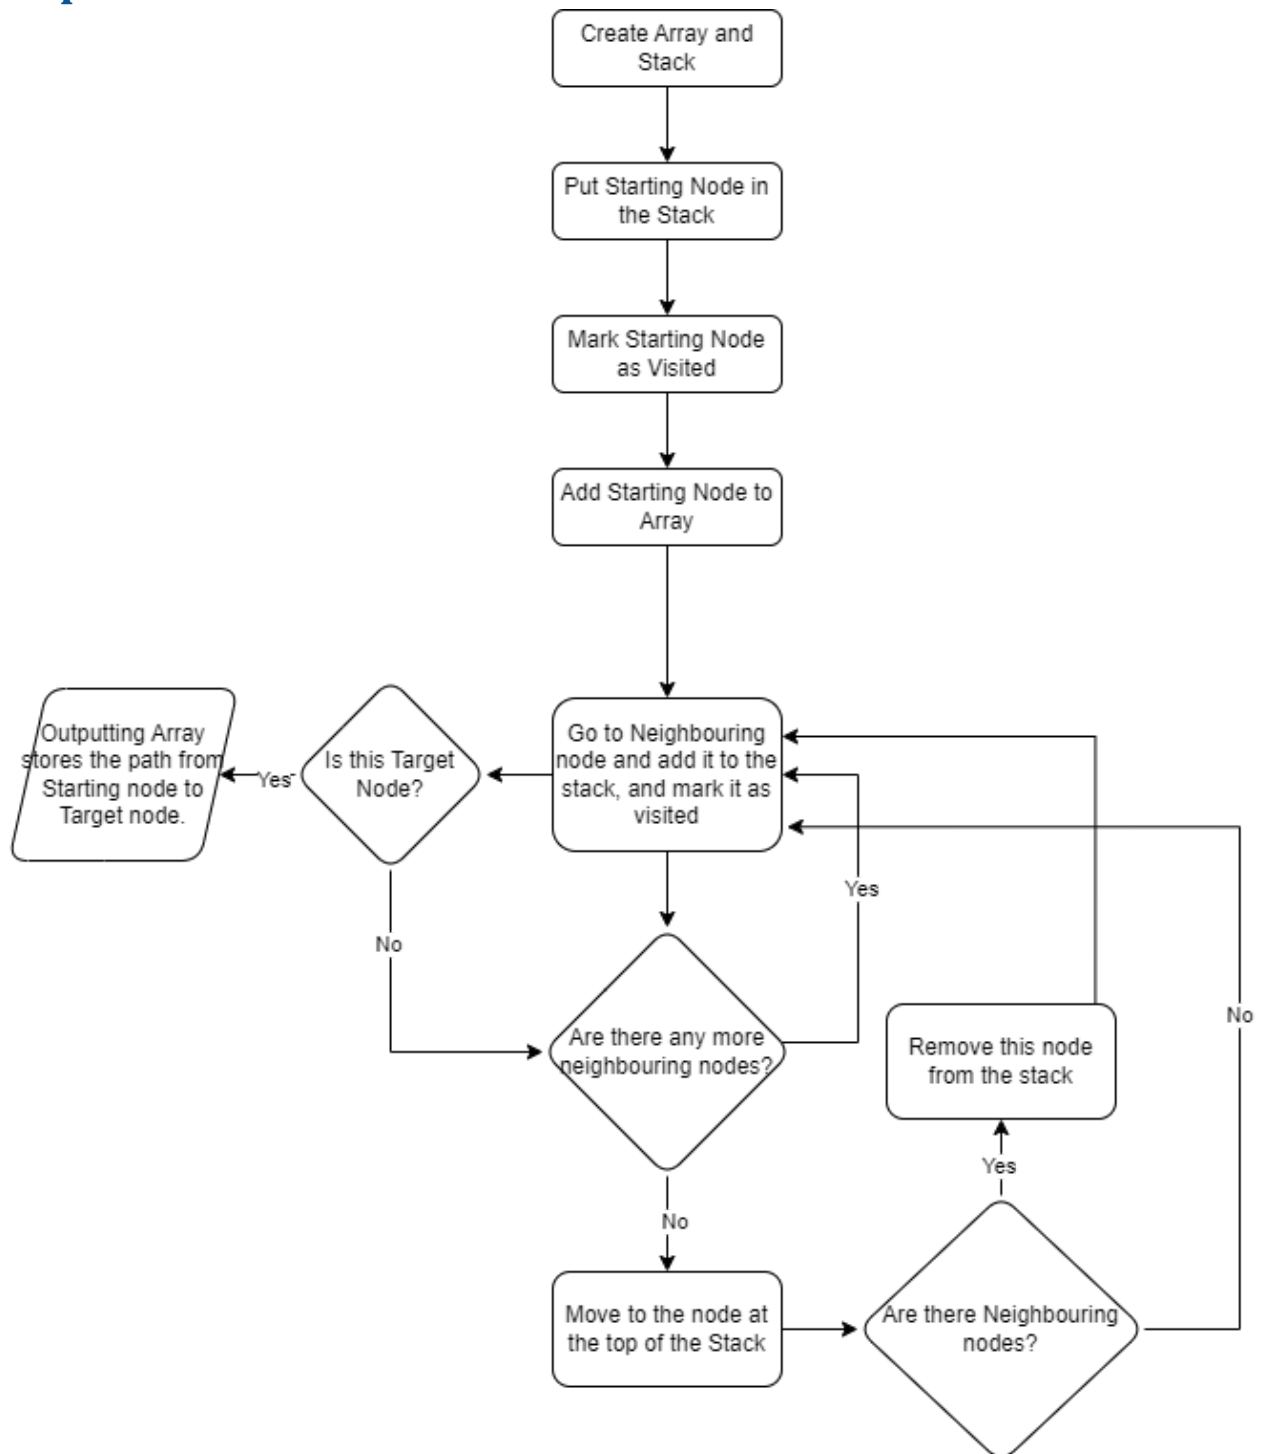 Create Array and
Stack
Put Starting Node in
the Stack
Mark Starting Node
as Visited
Add Starting Node to
Array
Go to Neighbouring
node and add it to the
stack, and mark it as
visited
Is this Target
Node?
Yes
Outputting Array
stores the path from
Starting node to
Target node.
No
Yes
Are there any more
neighbouring nodes?
No
Move to the node at
the top of the Stack
Are there Neighbouring
nodes?
Yes
Remove this node
from the stack
No